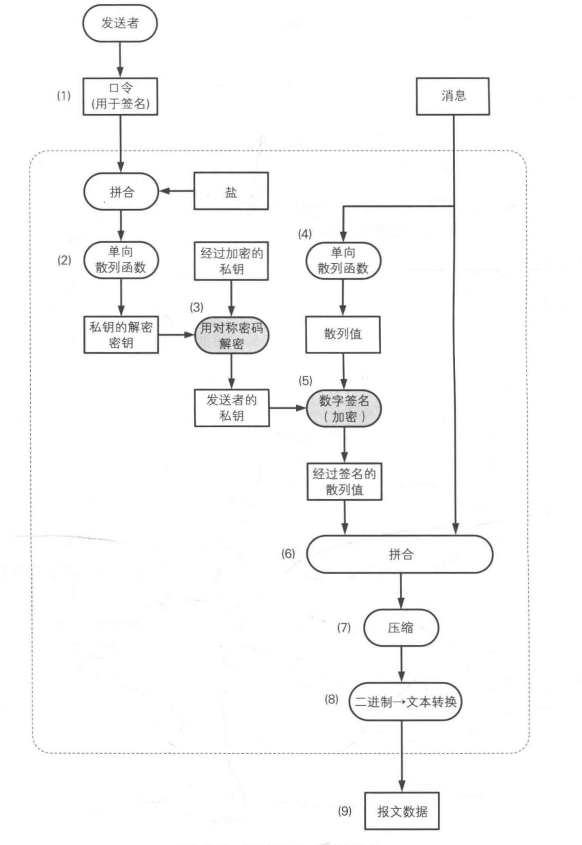 发送者
(1)
口令
(用于签名)
消息
拼合
盐
(2)
单向
散列函数
经过加密的
私钥
(4)
单向
散列函数
(3)
私钥的解密
密钥
用对称密码
解密
散列值
发送者的
私钥
(5)
数字签名
(加密)
经过签名的
散列值
(6)
拼合
(7)
压缩
(8)
二进制→文本转换
(9)
报文数据